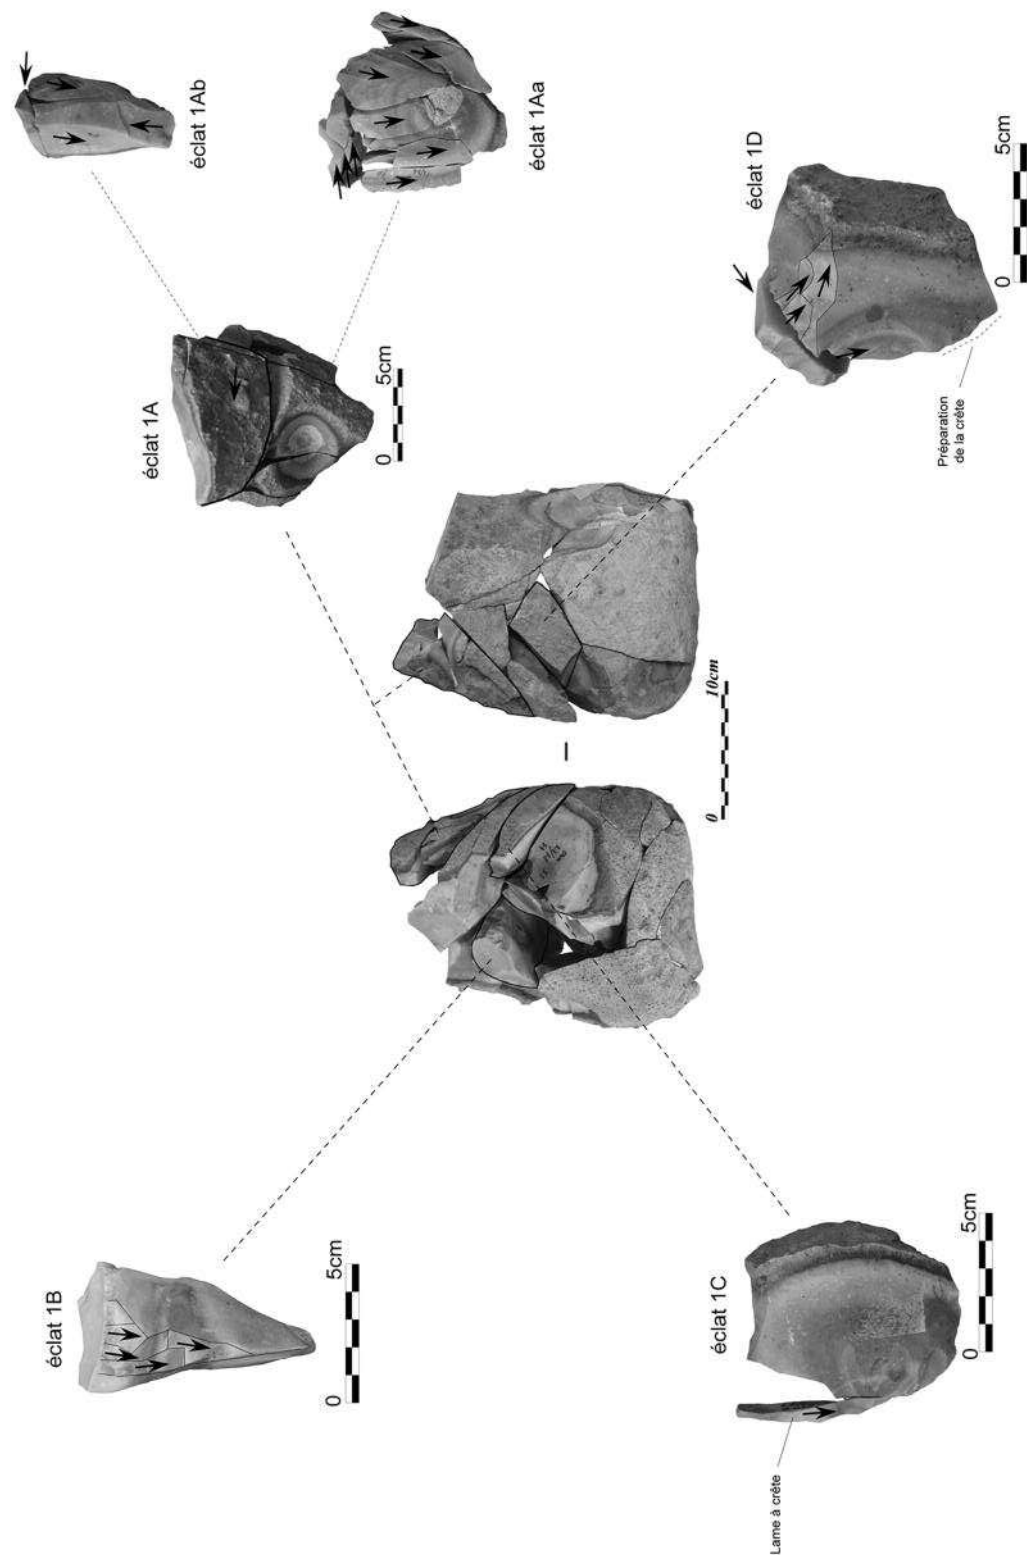 éclat 1B
0 5cm
Lame à crête
éclat 1C
0 5cm
0 10cm
éclat 1A
0 5cm
éclat 1Ab
éclat 1Aa
éclat 1D
Préparation
de la crête
0 5cm